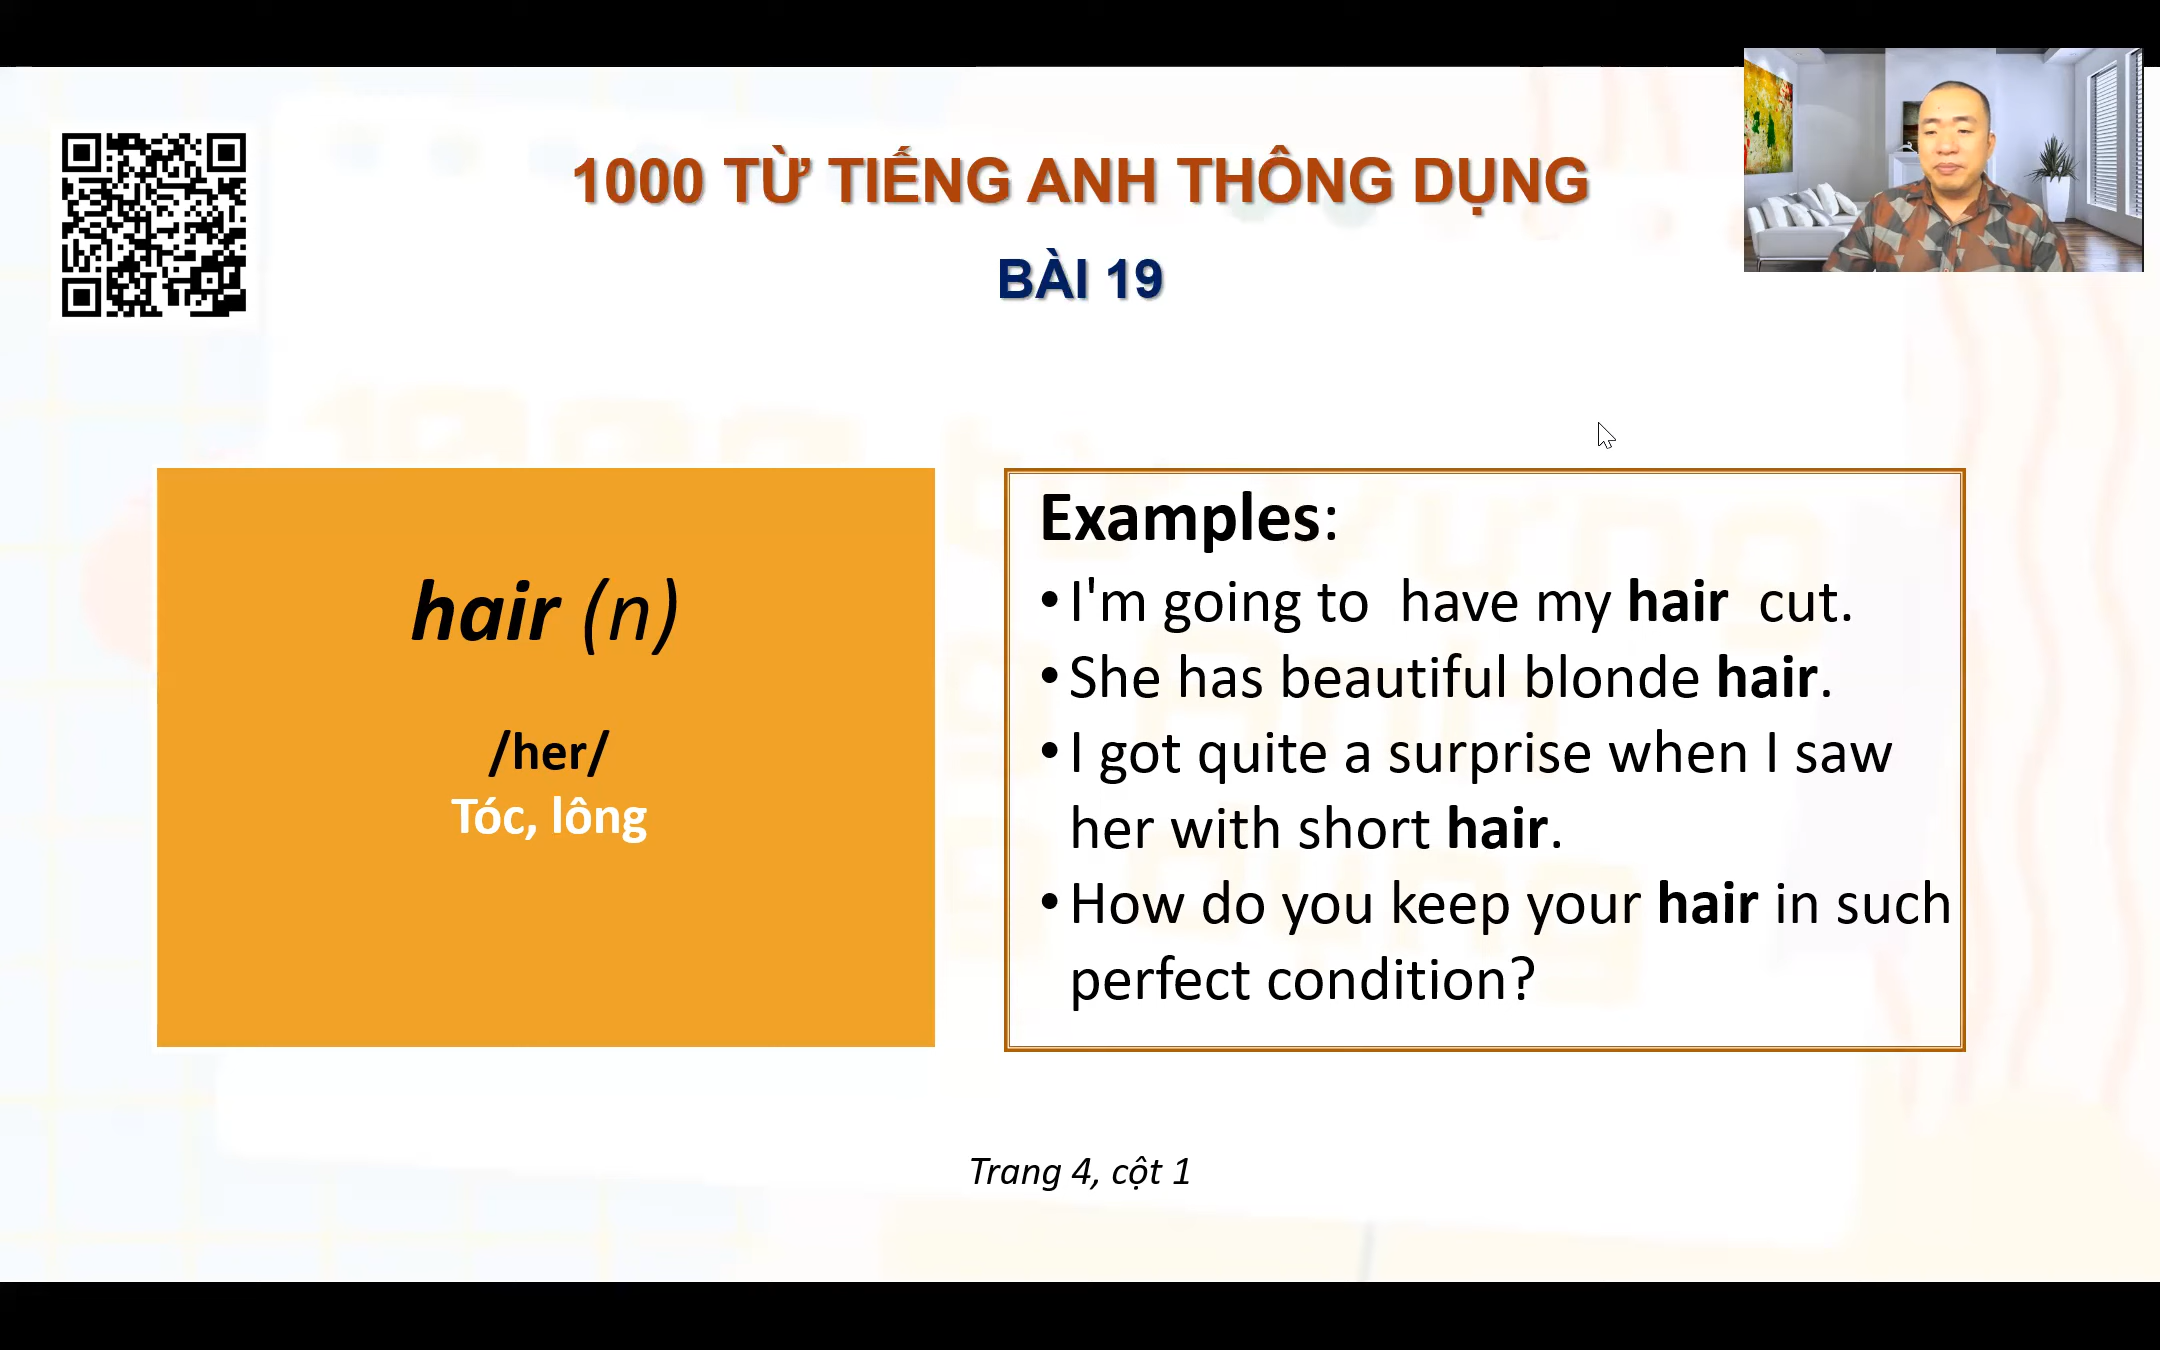 1000 TỪ TIẾNG ANH THÔNG DỤNG
BÀI 19
hair (n)
/her/
Tóc, lông
Examples:
•I'm going to  have my hair  cut.
•She has beautiful blonde hair.
•I got quite a surprise when I saw
her with short hair.
•How do you keep your hair in such
perfect condition?
Trang 4, cột 1